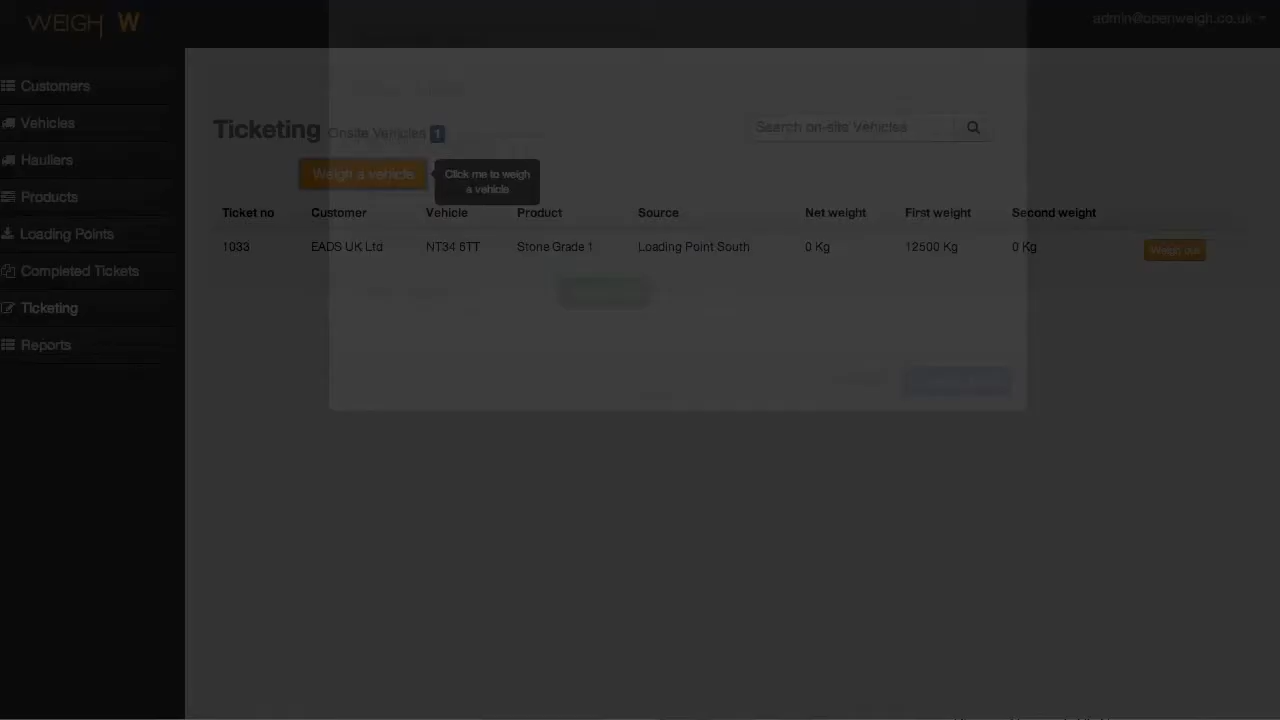 WEIGH W
admin@openweigh.co.uk
Customers
Vehicles
Hauliers
Products
Loading Points
Completed Tickets
Ticketing
Reports
Ticketing Onsite Vehicles 1
Search on-site Vehicles
Weigh a vehicle
Click me to weigh
a vehicle
Ticket no Customer Vehicle Product Source Net weight First weight Second weight
1033 EADS UK Ltd NT34 6TT Stone Grade 1 Loading Point South 0 Kg 12500 Kg 0 Kg Weigh out